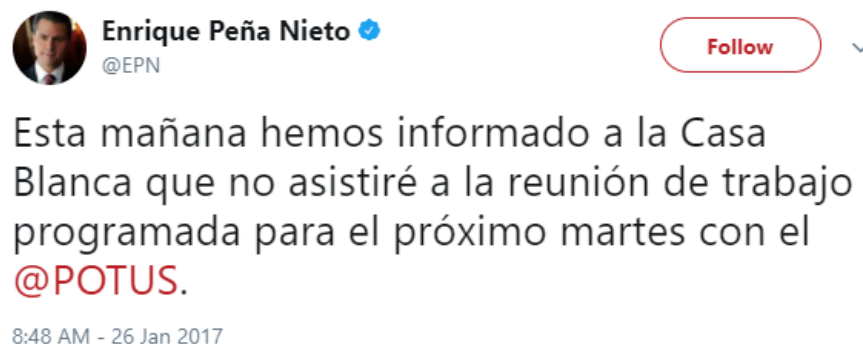 Enrique Peña Nieto
@EPN
Follow
Esta mañana hemos informado a la Casa
Blanca que no asistiré a la reunión de trabajo
programada para el próximo martes con el
@POTUS.
8:48 AM - 26 Jan 2017